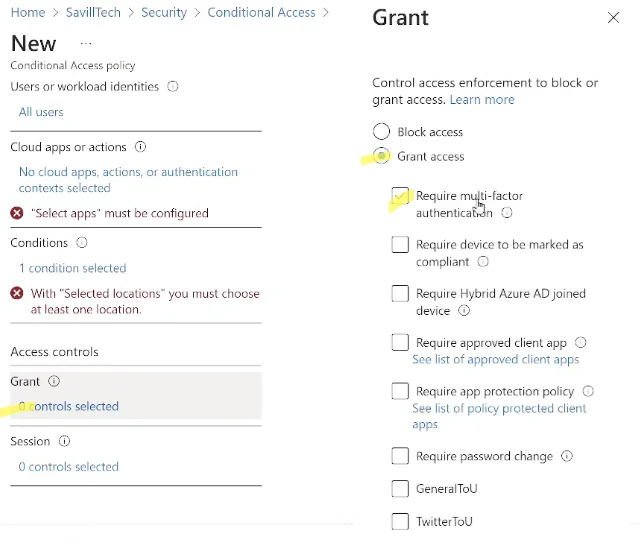 Home > SavillTech > Security > Conditional Access >
New ...
Conditional Access policy
Users or workload identities
All users
Cloud apps or actions
No cloud apps, actions, or authentication
contexts selected
"Select apps" must be configured
Conditions
1 condition selected
With "Selected locations" you must choose
at least one location.
Access controls
Grant
0 controls selected
Session
0 controls selected
Grant
Control access enforcement to block or
grant access. Learn more
Block access
Grant access
Require multi-factor
authentication
Require device to be marked as
compliant
Require Hybrid Azure AD joined
device
Require approved client app
See list of approved client apps
Require app protection policy
See list of policy protected client
apps
Require password change
GeneralToU
TwitterToU